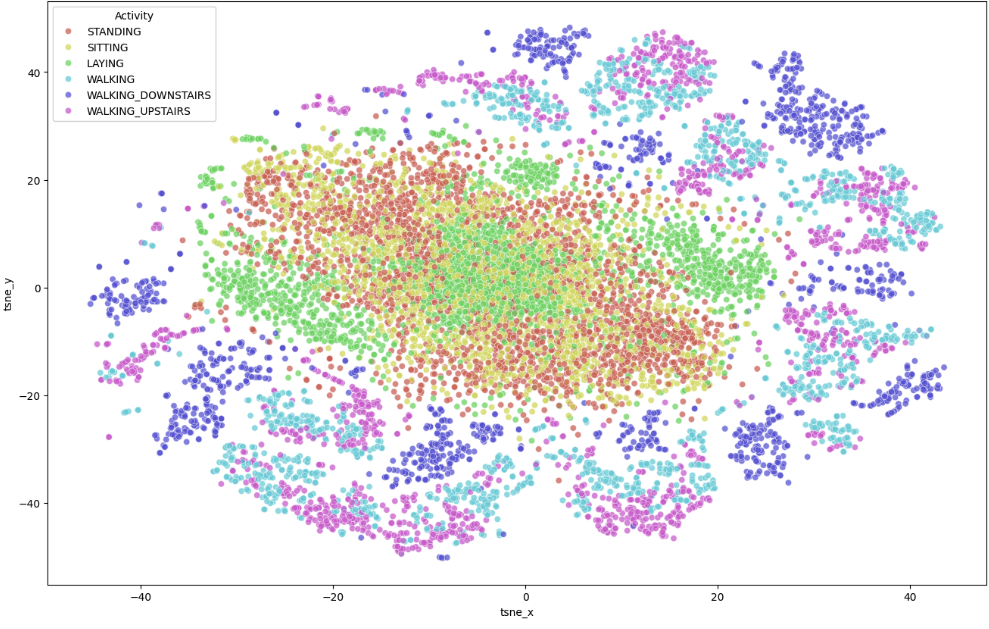 Activity
STANDING
SITTING
LAYING
WALKING
WALKING_DOWNSTAIRS
WALKING_UPSTAIRS
40
20
0
−20
−40
tsne_y
−40
−20
0
20
40
tsne_x